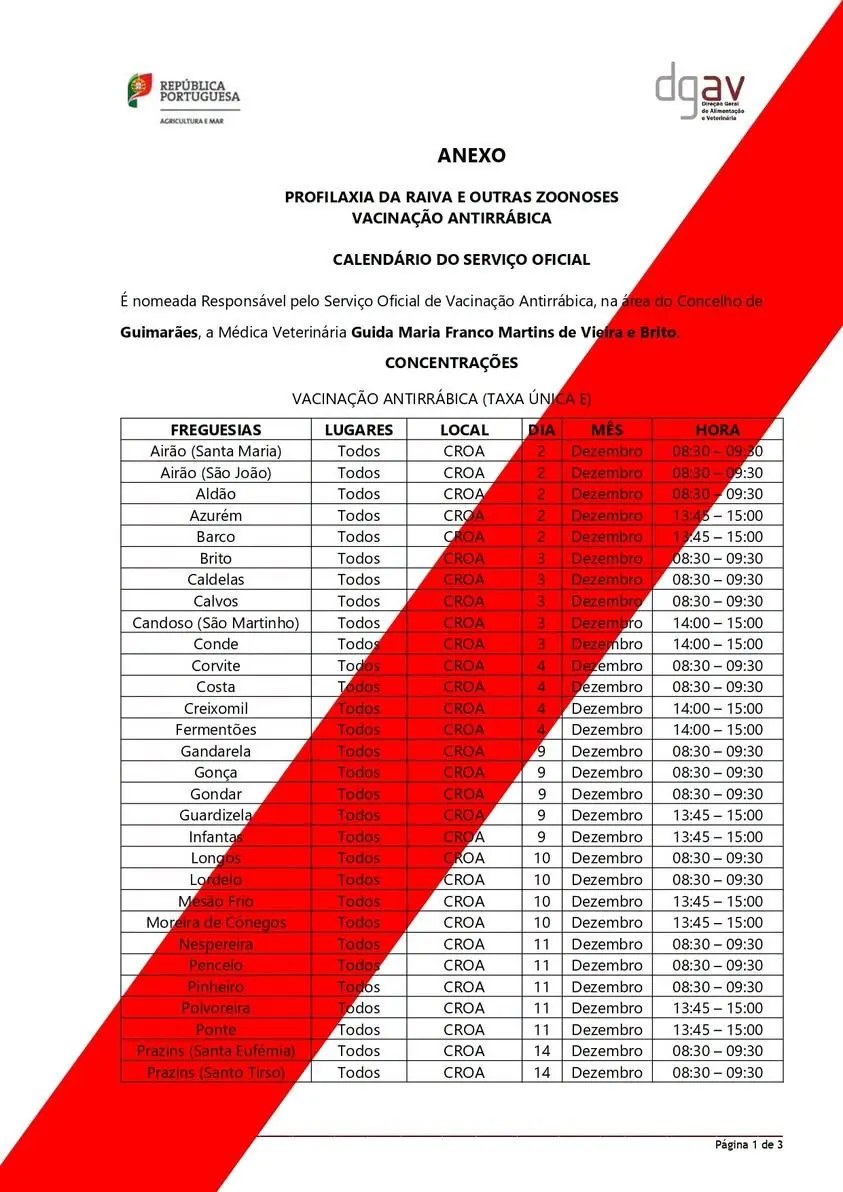 REPÚBLICA
PORTUGUESA
AGRICULTURA E MAR
dgav
Direção Geral
de Alimentação
e Veterinária
ANEXO
PROFILAXIA DA RAIVA E OUTRAS ZOONOSES
VACINAÇÃO ANTIRRÁBICA
CALENDÁRIO DO SERVIÇO OFICIAL
É nomeada Responsável pelo Serviço Oficial de Vacinação Antirrábica, na área do Concelho de
Guimarães, a Médica Veterinária Guida Maria Franco Martins de Vieira e Brito.
CONCENTRAÇÕES
VACINAÇÃO ANTIRRÁBICA (TAXA ÚNICA E)
FREGUESIAS LUGARES LOCAL DIA MÊS HORA
Airão (Santa Maria) Todos CROA 2 Dezembro 08:30 – 09:30
Airão (São João) Todos CROA 2 Dezembro 08:30 – 09:30
Aldão Todos CROA 2 Dezembro 08:30 – 09:30
Azurém Todos CROA 2 Dezembro 13:45 – 15:00
Barco Todos CROA 2 Dezembro 13:45 – 15:00
Brito Todos CROA 3 Dezembro 08:30 – 09:30
Caldelas Todos CROA 3 Dezembro 08:30 – 09:30
Calvos Todos CROA 3 Dezembro 08:30 – 09:30
Candoso (São Martinho) Todos CROA 3 Dezembro 14:00 – 15:00
Conde Todos CROA 3 Dezembro 14:00 – 15:00
Corvite Todos CROA 4 Dezembro 08:30 – 09:30
Costa Todos CROA 4 Dezembro 08:30 – 09:30
Creixomil Todos CROA 4 Dezembro 14:00 – 15:00
Fermentões Todos CROA 4 Dezembro 14:00 – 15:00
Gandarela Todos CROA 9 Dezembro 08:30 – 09:30
Gonça Todos CROA 9 Dezembro 08:30 – 09:30
Gondar Todos CROA 9 Dezembro 08:30 – 09:30
Guardizela Todos CROA 9 Dezembro 13:45 – 15:00
Infantas Todos CROA 9 Dezembro 13:45 – 15:00
Longos Todos CROA 10 Dezembro 08:30 – 09:30
Lordelo Todos CROA 10 Dezembro 08:30 – 09:30
Mesão Frio Todos CROA 10 Dezembro 13:45 – 15:00
Moreira de Cónegos Todos CROA 10 Dezembro 13:45 – 15:00
Nespereira Todos CROA 11 Dezembro 08:30 – 09:30
Pencelo Todos CROA 11 Dezembro 08:30 – 09:30
Pinheiro Todos CROA 11 Dezembro 08:30 – 09:30
Polvoreira Todos CROA 11 Dezembro 13:45 – 15:00
Ponte Todos CROA 11 Dezembro 13:45 – 15:00
Prazins (Santa Eufémia) Todos CROA 14 Dezembro 08:30 – 09:30
Prazins (Santo Tirso) Todos CROA 14 Dezembro 08:30 – 09:30
Página 1 de 3